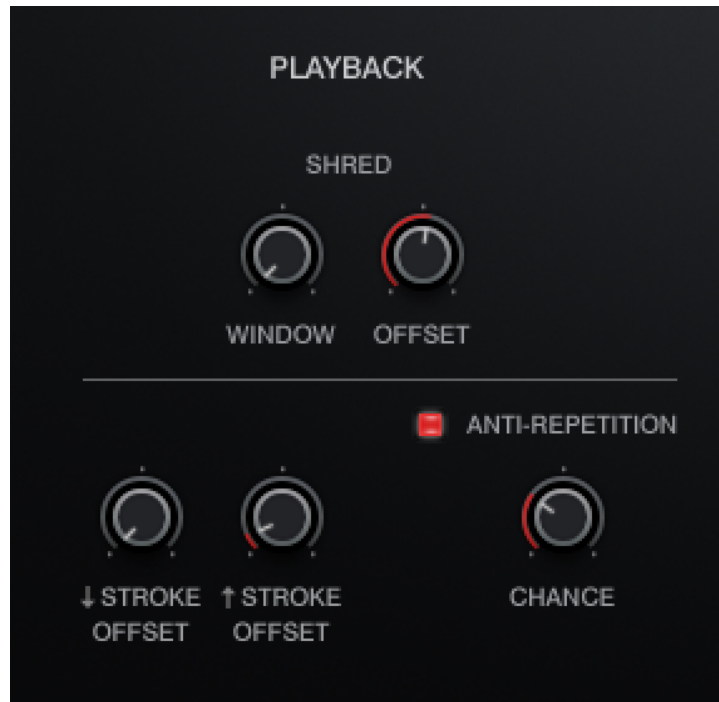 PLAYBACK
SHRED
WINDOW OFFSET
ANTI-REPETITION
↓ STROKE OFFSET
↑ STROKE OFFSET
CHANCE